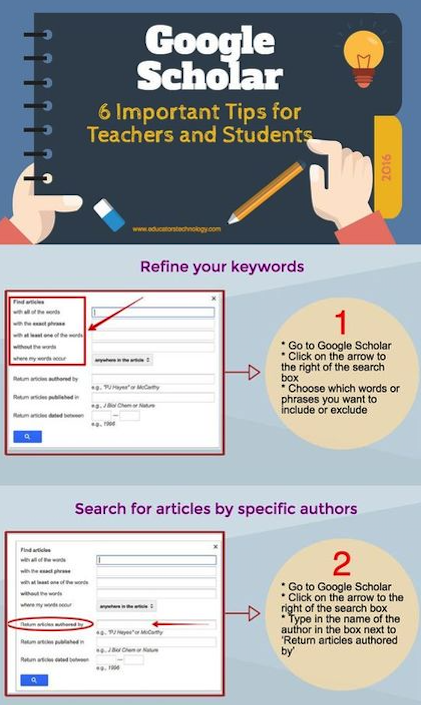 Google
Scholar
6 Important Tips for
Teachers and Students
2016
www.educatorstechnology.com
Refine your keywords
Find articles
with all of the words
with the exact phrase
with at least one of the words
without the words
where my words occur
anywhere in the article
Return articles authored by
e.g., "PJ Hayes" or McCarthy
Return articles published in
e.g., J Biol Chem or Nature
Return articles dated between
—
e.g., 1996
1
* Go to Google Scholar
* Click on the arrow to
the right of the search
box
* Choose which words or
phrases you want to
include or exclude
Search for articles by specific authors
Find articles
with all of the words
with the exact phrase
with at least one of the words
without the words
where my words occur
anywhere in the article
Return articles authored by
e.g., "PJ Hayes" or McCarthy
Return articles published in
e.g., J Biol Chem or Nature
Return articles dated between
—
e.g., 1996
2
* Go to Google Scholar
* Click on the arrow to the
right of the search box
* Type in the name of the
author in the box next to
'Return articles authored
by'